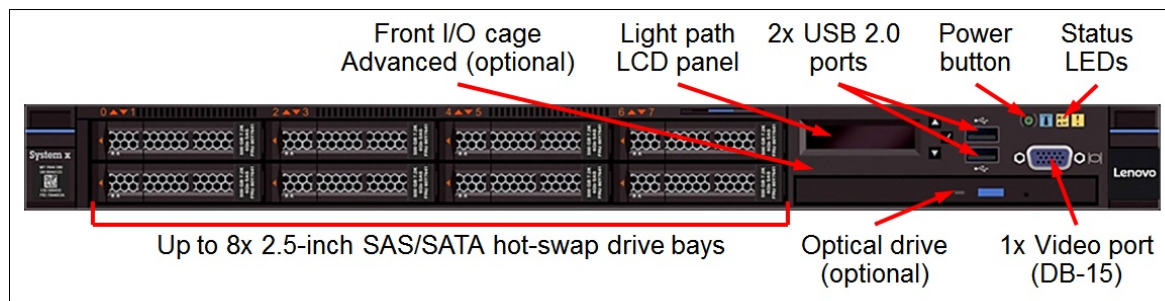 Front I/O cage
Advanced (optional)
Light path
LCD panel
2x USB 2.0
ports
Power
button
Status
LEDs
0 1
2 3
4 5
6 7
System x
Lenovo
Up to 8x 2.5-inch SAS/SATA hot-swap drive bays
Optical drive
(optional)
1x Video port
(DB-15)